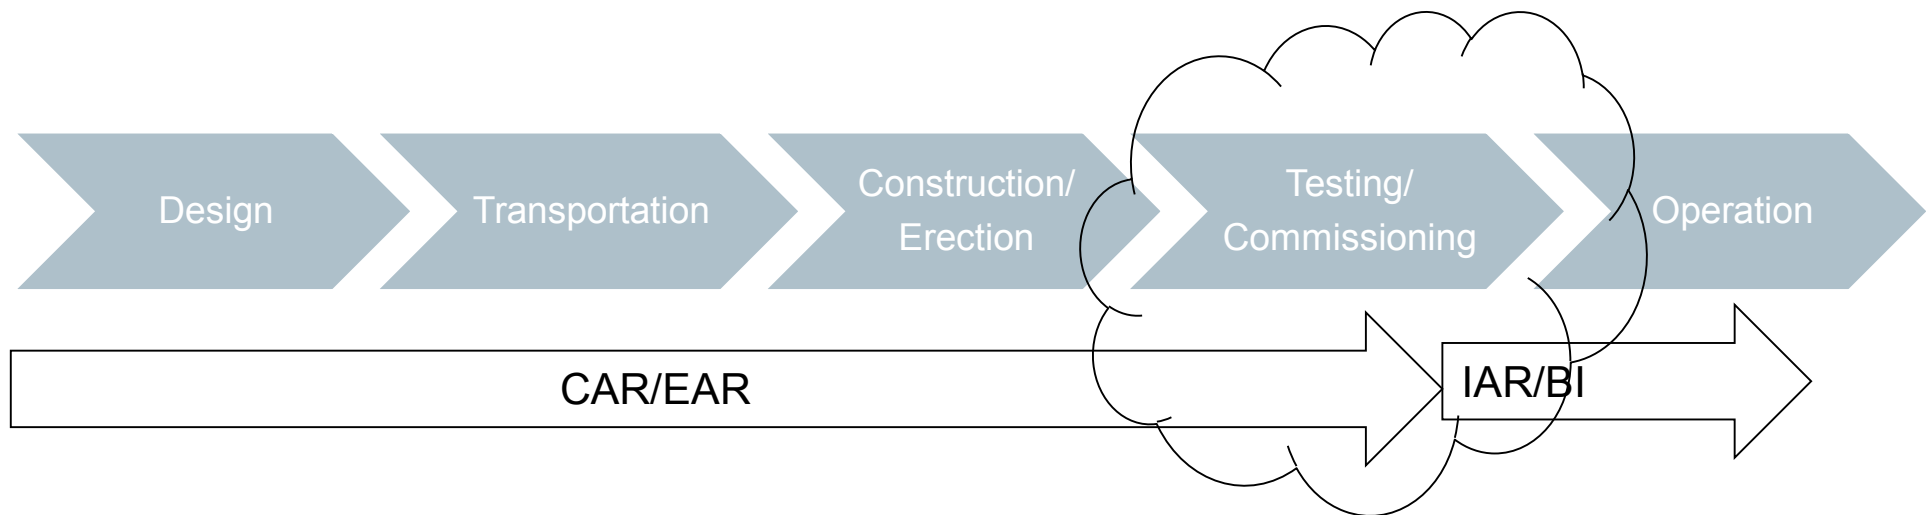 Design
Transportation
Construction/
Erection
Testing/
Commissioning
Operation
CAR/EAR
IAR/BI